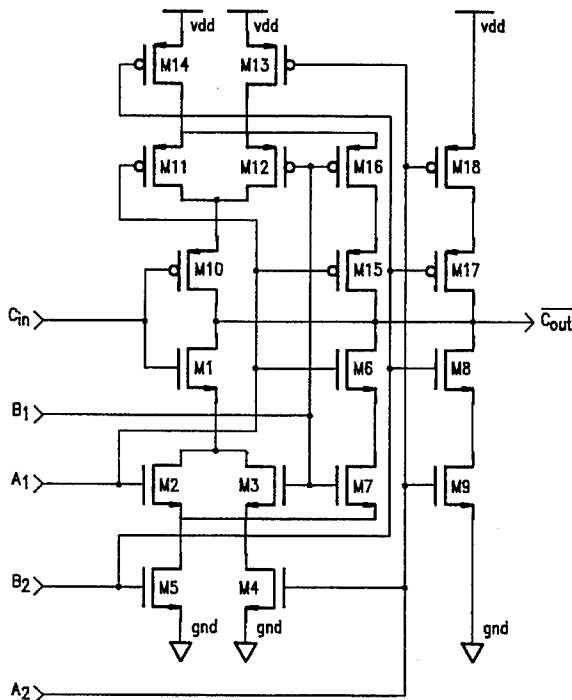 vdd vdd vdd
M14 M13
M11 M12 M16 M18
M10 M15 M17
Cin Cout
M1 M6 M8
B1
A1 M2 M3 M7 M9
B2 M5 M4
gnd gnd gnd
A2